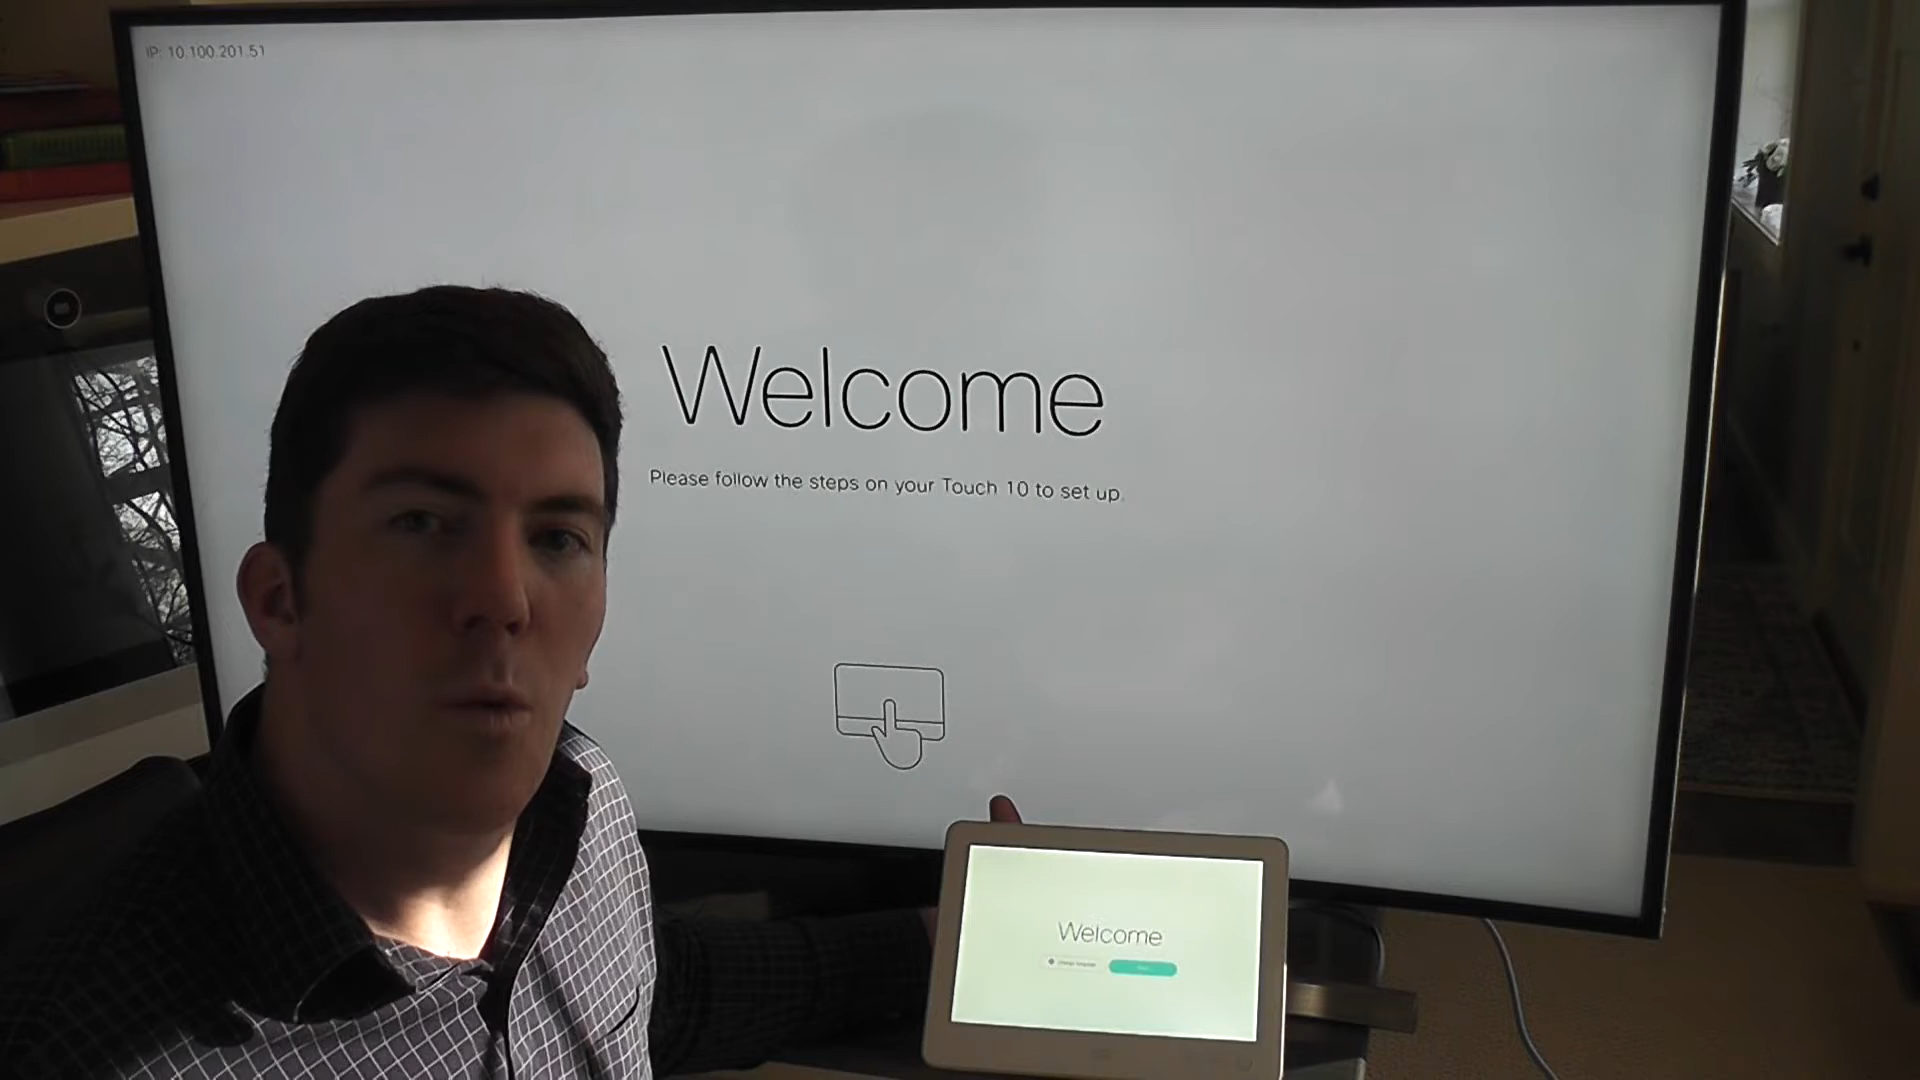 IP: 10.100.201.51
Welcome
Please follow the steps on your Touch 10 to set up.
Welcome